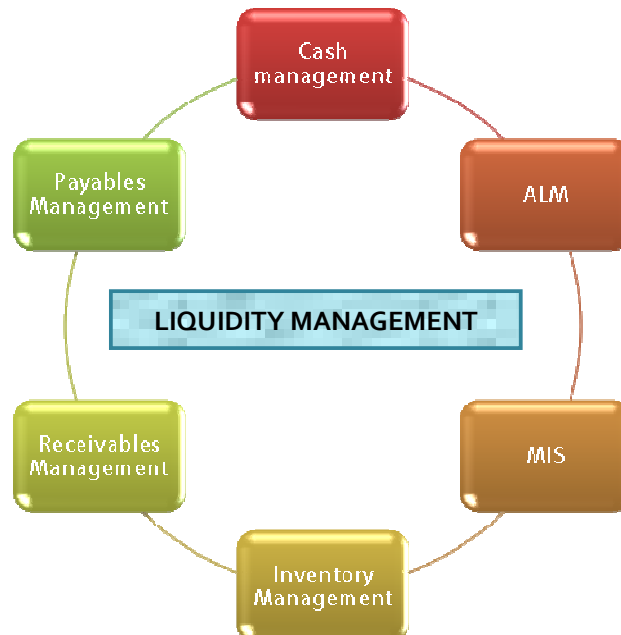 Cash
management
ALM
MIS
Inventory
Management
Receivables
Management
Payables
Management
LIQUIDITY MANAGEMENT